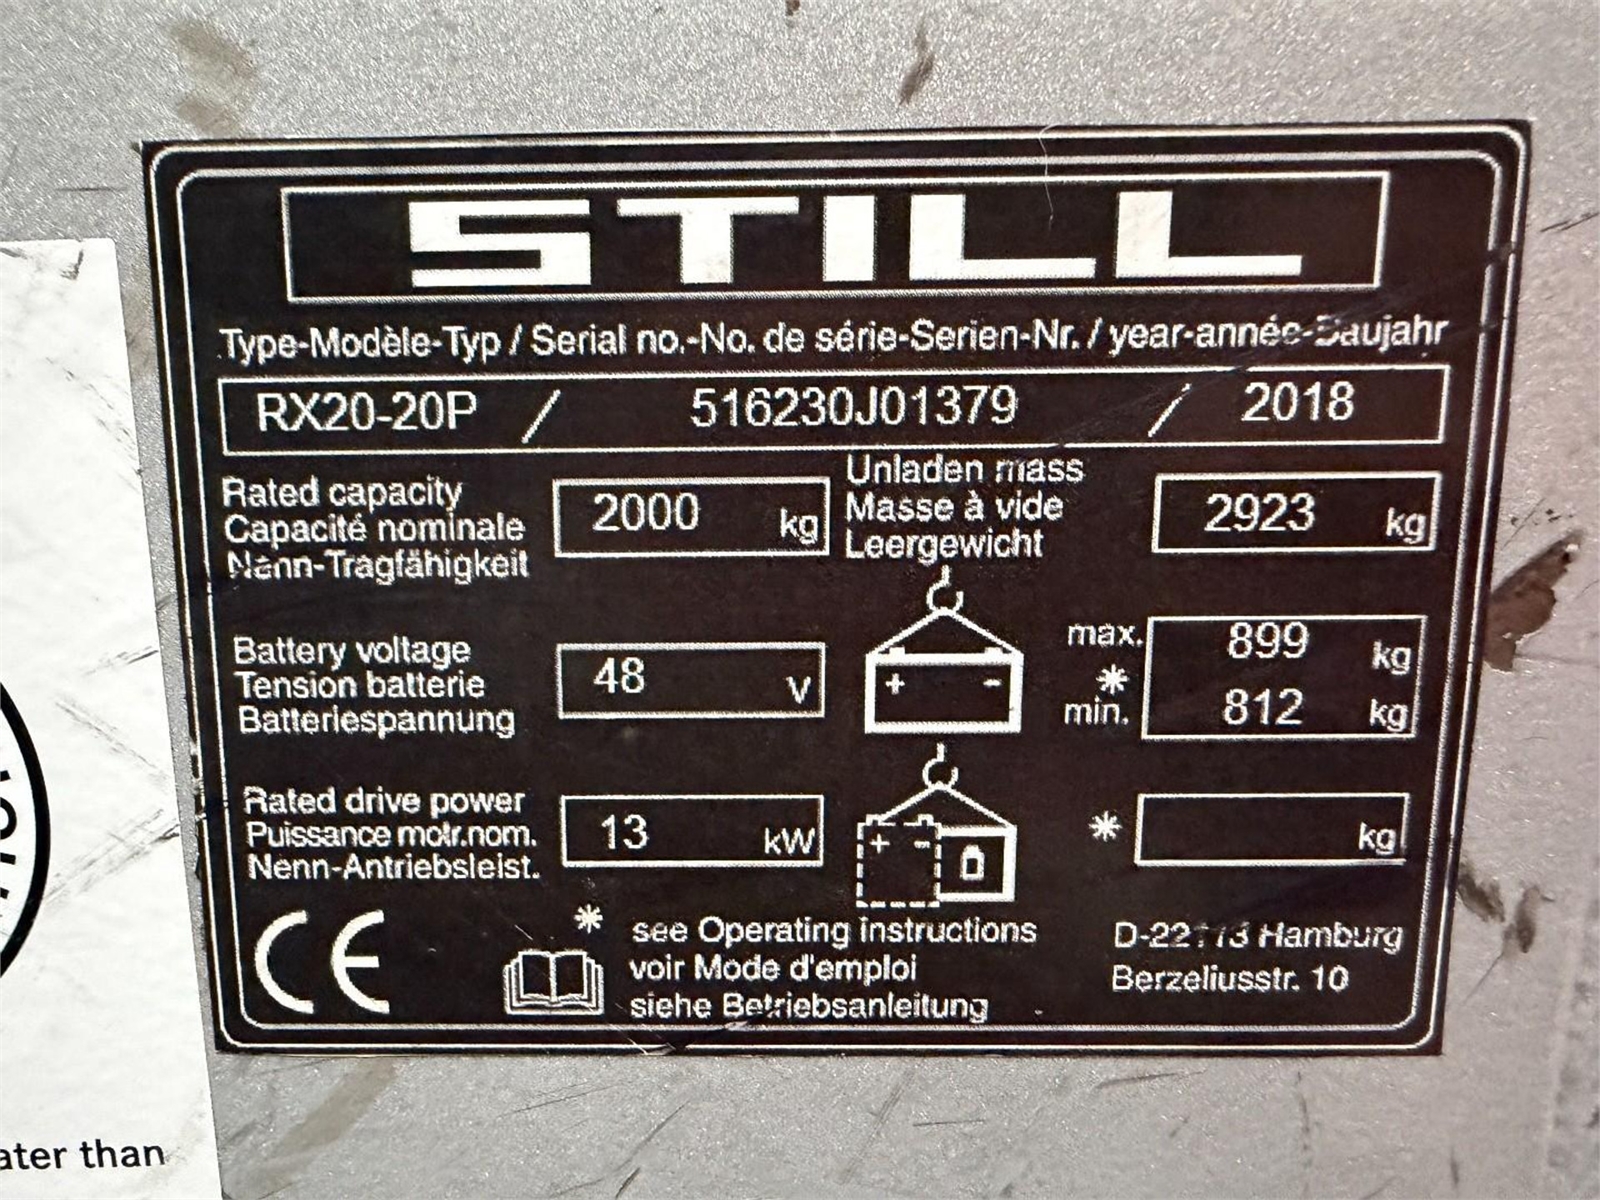 STILL
Type-Modèle-Typ / Serial no.-No. de série-Serien-Nr. / year-année-Baujahr
RX20-20P / 516230J01379 / 2018
Rated capacity
Capacité nominale
Nenn-Tragfähigkeit
2000 kg
Unladen mass
Masse à vide
Leergewicht
2923 kg
Battery voltage
Tension batterie
Batteriespannung
48 V
+ -
max. 899 kg
*
min. 812 kg
Rated drive power
Puissance motr.nom.
Nenn-Antriebsleist.
13 kW
+ -
* kg
CE
* see Operating instructions
voir Mode d'emploi
siehe Betriebsanleitung
D-22113 Hamburg
Berzeliusstr. 10
ater than